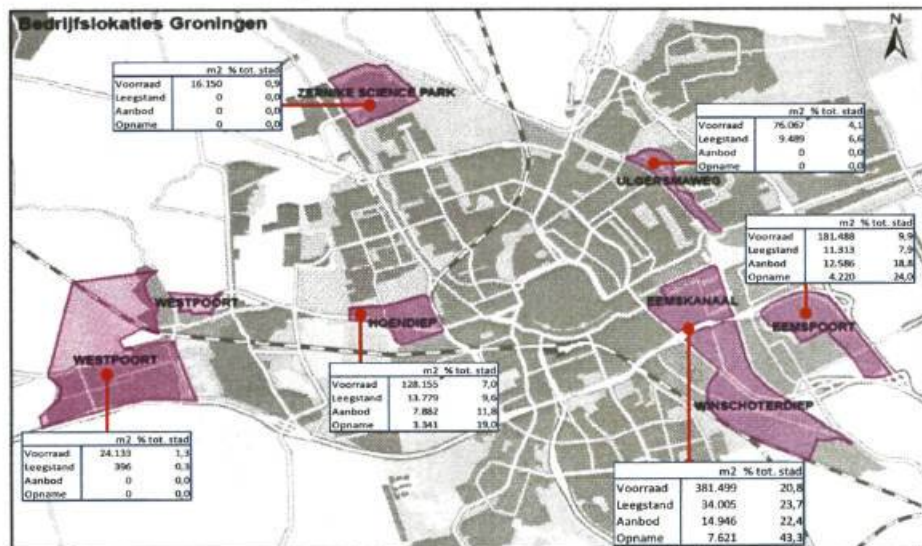 Bedrijfslokaties Groningen
N
m2 % tot. stad
Voorraad 16.150 0,9
Leegstand 0 0,0
Aanbod 0 0,0
Opname 0 0,0
ZERNIKE SCIENCE PARK
m2 % tot. stad
Voorraad 76.067 4,1
Leegstand 9.489 6,6
Aanbod 0 0,0
Opname 0 0,0
ULGERSMAWEG
m2 % tot. stad
Voorraad 181.488 9,9
Leegstand 11.313 7,9
Aanbod 12.586 18,8
Opname 4.220 24,0
WESTPOORT
HOENDIEP
EEMSKANAAL
EEMSPOORT
WESTPOORT
m2 % tot. stad
Voorraad 128.155 7,0
Leegstand 13.779 9,6
Aanbod 7.882 11,8
Opname 3.341 19,0
WINSCHOTERDIEP
m2 % tot. stad
Voorraad 24.133 1,3
Leegstand 396 0,3
Aanbod 0 0,0
Opname 0 0,0
m2 % tot. stad
Voorraad 381.499 20,8
Leegstand 34.005 23,7
Aanbod 14.946 22,4
Opname 7.621 43,3